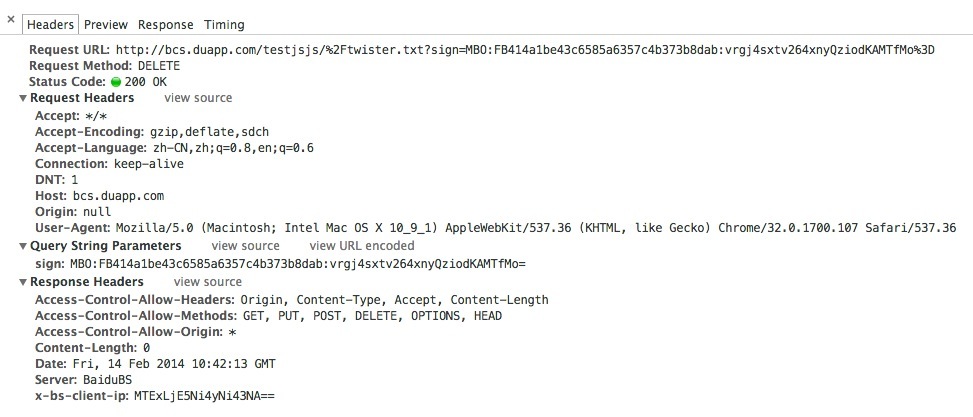 × Headers Preview Response Timing
Request URL: http://bcs.duapp.com/testjsjs/%2Ftwister.txt?sign=MBO:FB414a1be43c6585a6357c4b373b8dab:vrgj4sxtv264xnyQziodKAMTfMo%3D
Request Method: DELETE
Status Code: 200 OK
▼ Request Headers view source
Accept: */*
Accept-Encoding: gzip,deflate,sdch
Accept-Language: zh-CN,zh;q=0.8,en;q=0.6
Connection: keep-alive
DNT: 1
Host: bcs.duapp.com
Origin: null
User-Agent: Mozilla/5.0 (Macintosh; Intel Mac OS X 10_9_1) AppleWebKit/537.36 (KHTML, like Gecko) Chrome/32.0.1700.107 Safari/537.36
▼ Query String Parameters view source view URL encoded
sign: MBO:FB414a1be43c6585a6357c4b373b8dab:vrgj4sxtv264xnyQziodKAMTfMo=
▼ Response Headers view source
Access-Control-Allow-Headers: Origin, Content-Type, Accept, Content-Length
Access-Control-Allow-Methods: GET, PUT, POST, DELETE, OPTIONS, HEAD
Access-Control-Allow-Origin: *
Content-Length: 0
Date: Fri, 14 Feb 2014 10:42:13 GMT
Server: BaiduBS
x-bs-client-ip: MTExLjE5Ni4yNi43NA==